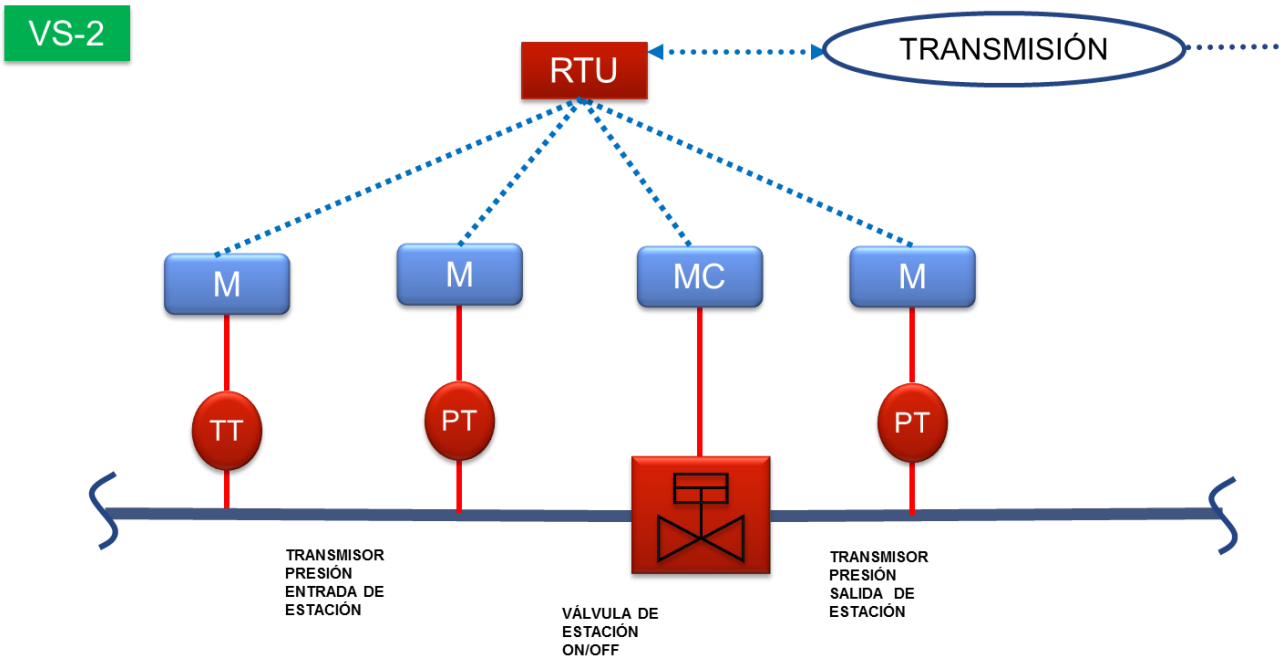 VS-2
RTU
TRANSMISIÓN
M
M
MC
M
TT
PT
PT
TRANSMISOR
PRESIÓN
ENTRADA DE
ESTACIÓN
VÁLVULA DE
ESTACIÓN
ON/OFF
TRANSMISOR
PRESIÓN
SALIDA DE
ESTACIÓN